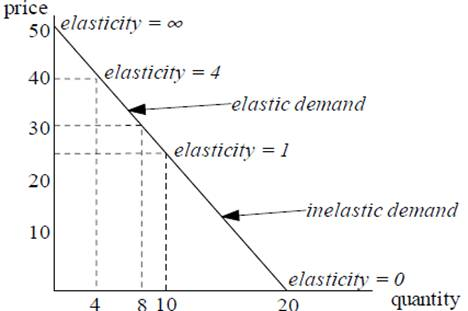 price
50
elasticity = ∞
40
elasticity = 4
elastic demand
30
elasticity = 1
20
inelastic demand
10
elasticity = 0
4 8 10 20 quantity